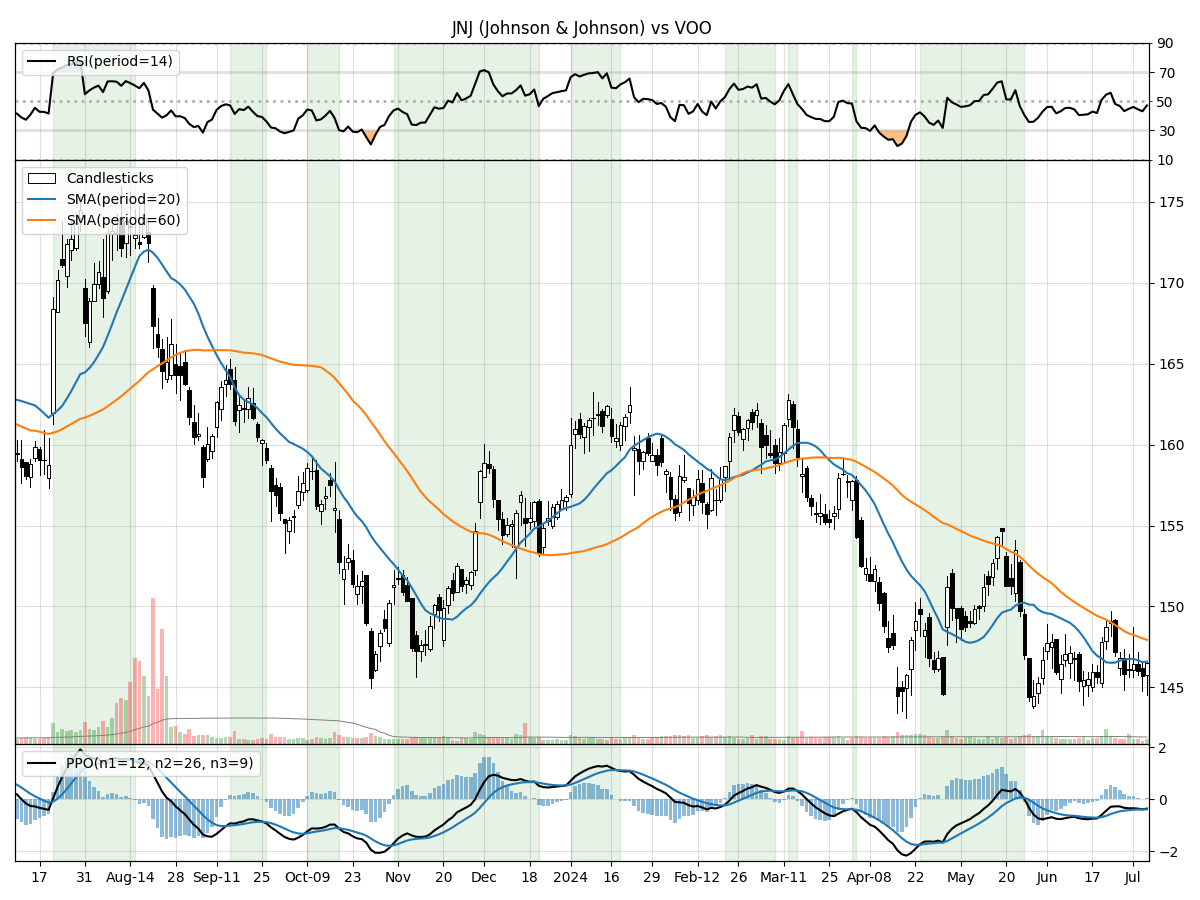 JNJ (Johnson & Johnson) vs VOO
RSI(period=14)
90
70
50
30
10
Candlesticks
SMA(period=20)
SMA(period=60)
175
170
165
160
155
150
145
PPO(n1=12, n2=26, n3=9)
2
0
−2
17 31 Aug-14 28 Sep-11 25 Oct-09 23 Nov 20 Dec 18 2024 16 29 Feb-12 26 Mar-11 25 Apr-08 22 May 20 Jun 17 Jul